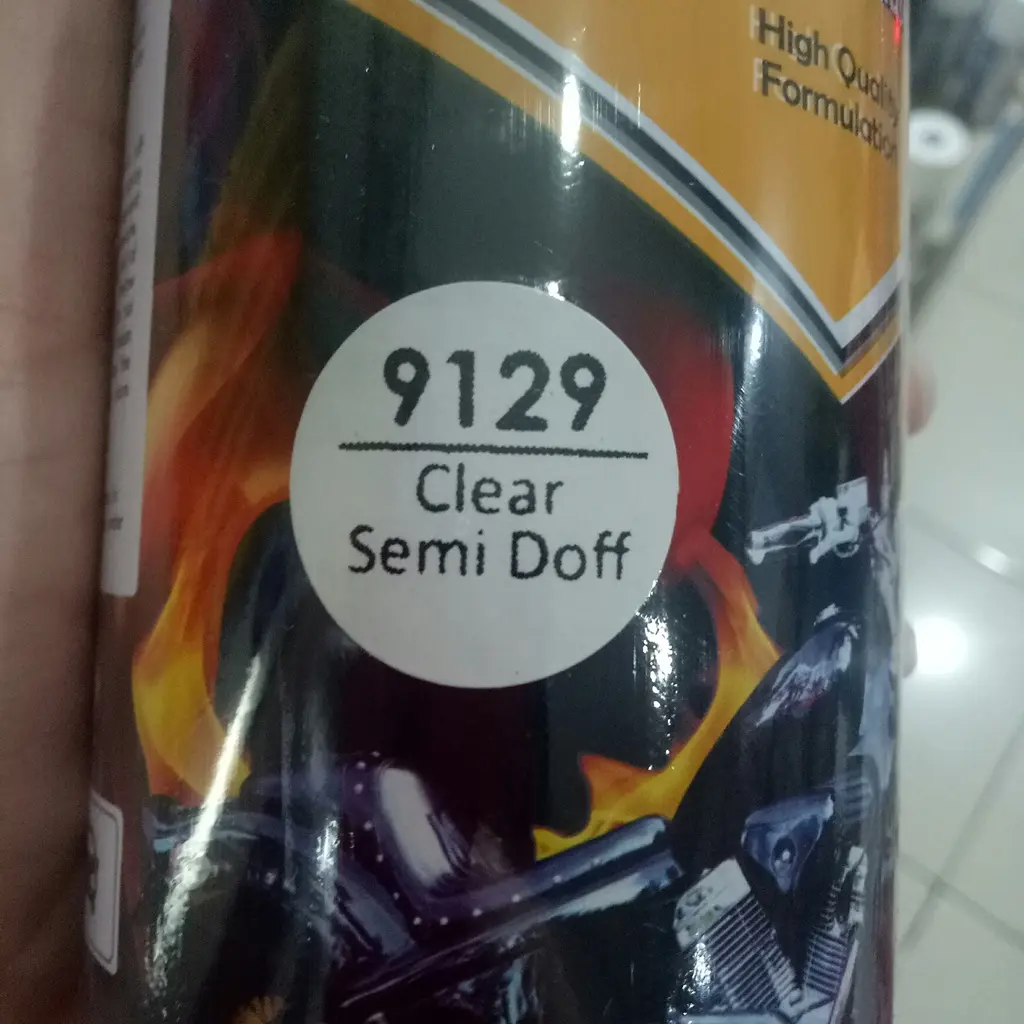 High Quality
Formulation
9129
Clear
Semi Doff